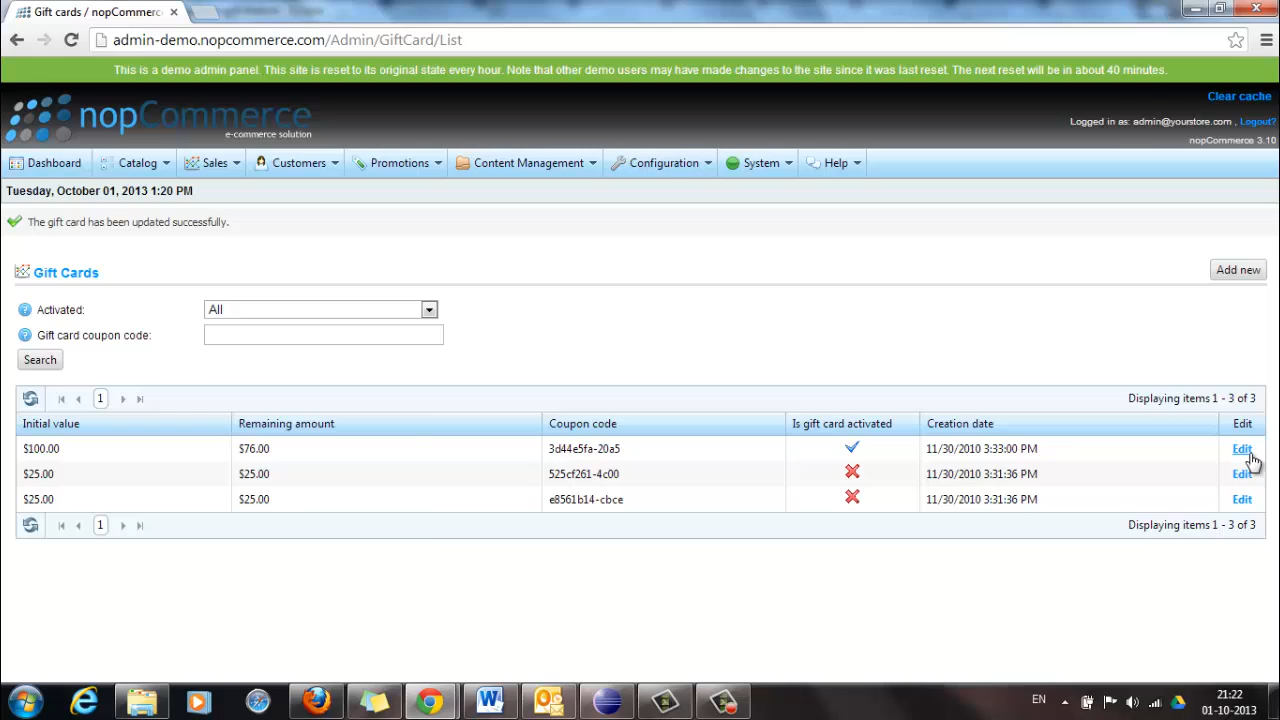 Gift cards / nopCommerc
admin-demo.nopcommerce.com/Admin/GiftCard/List
This is a demo admin panel. This site is reset to its original state every hour. Note that other demo users may have made changes to the site since it was last reset. The next reset will be in about 40 minutes.
Clear cache
nopCommerce
e-commerce solution
Logged in as: admin@yourstore.com , Logout?
nopCommerce 3.10
Dashboard Catalog Sales Customers Promotions Content Management Configuration System Help
Tuesday, October 01, 2013 1:20 PM
The gift card has been updated successfully.
Gift Cards
Add new
Activated: All
Gift card coupon code:
Search
1 Displaying items 1 - 3 of 3
Initial value Remaining amount Coupon code Is gift card activated Creation date Edit
$100.00 $76.00 3d44e5fa-20a5 11/30/2010 3:33:00 PM Edit
$25.00 $25.00 525cf261-4c00 11/30/2010 3:31:36 PM Edit
$25.00 $25.00 e8561b14-cbce 11/30/2010 3:31:36 PM Edit
1 Displaying items 1 - 3 of 3
EN 21:22
01-10-2013